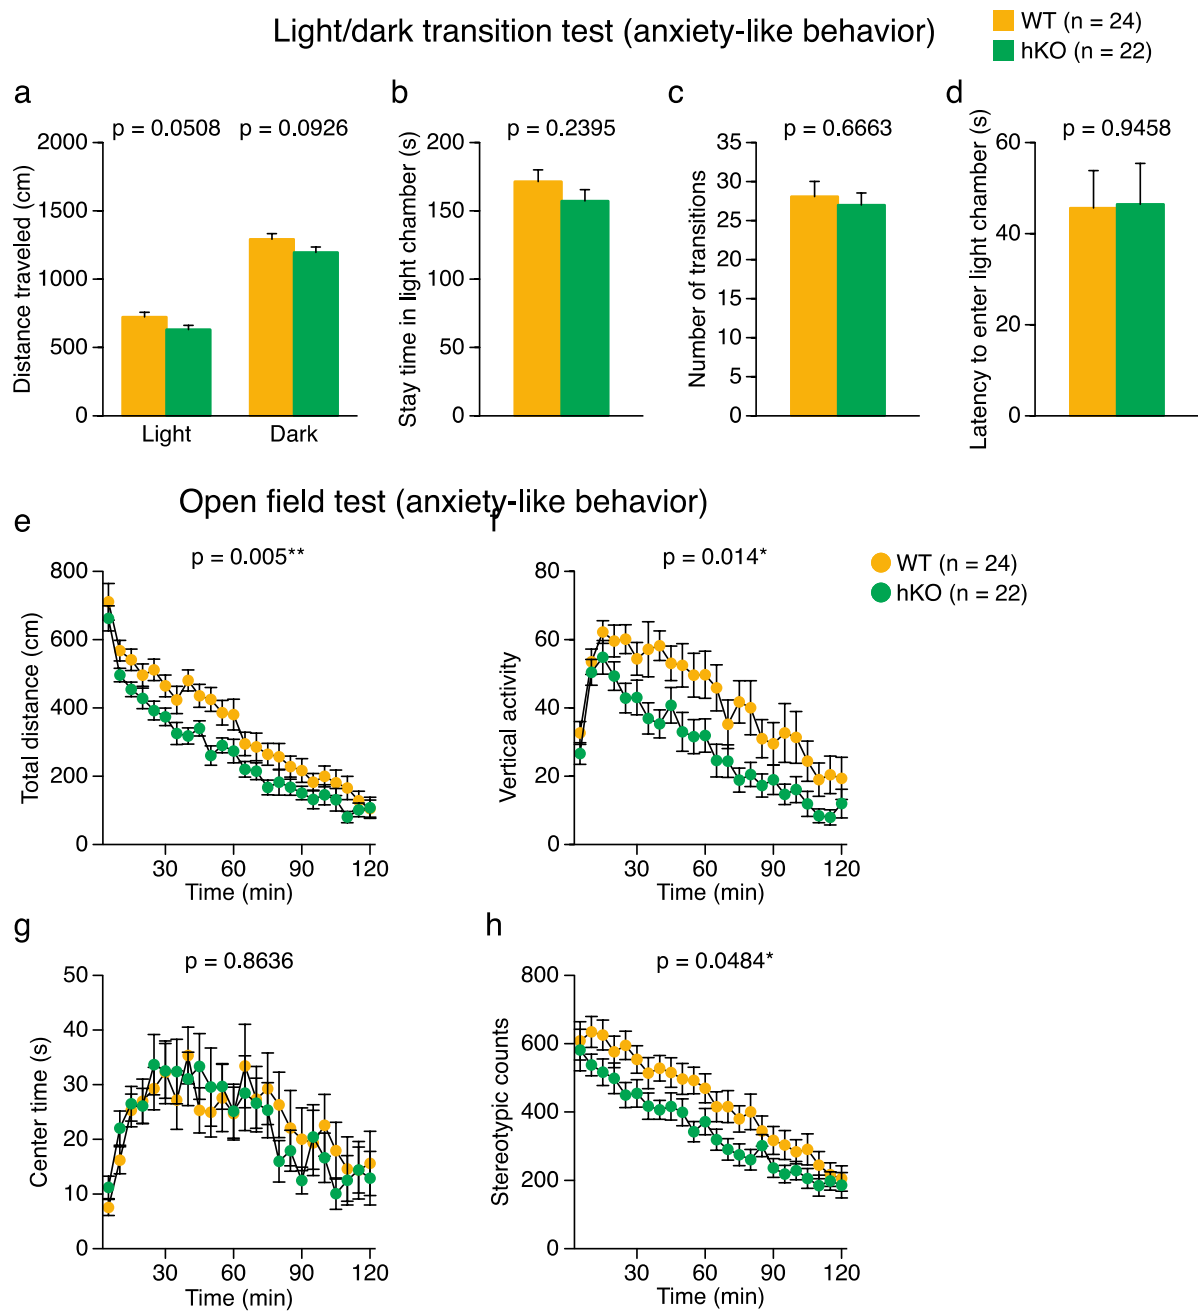 Light/dark transition test (anxiety-like behavior)
WT (n = 24)
hKO (n = 22)
a
p = 0.0508
p = 0.0926
Distance traveled (cm)
2000
1500
1000
500
0
Light
Dark
b
p = 0.2395
Stay time in light chamber (s)
200
150
100
50
0
c
p = 0.6663
Number of transitions
35
30
25
20
15
10
5
0
d
p = 0.9458
Latency to enter light chamber (s)
60
40
20
0
Open field test (anxiety-like behavior)
e
p = 0.005**
Total distance (cm)
800
600
400
200
0
30 60 90 120
Time (min)
f
p = 0.014*
Vertical activity
80
60
40
20
0
30 60 90 120
Time (min)
WT (n = 24)
hKO (n = 22)
g
p = 0.8636
Center time (s)
50
40
30
20
10
0
30 60 90 120
Time (min)
h
p = 0.0484*
Stereotypic counts
800
600
400
200
0
30 60 90 120
Time (min)